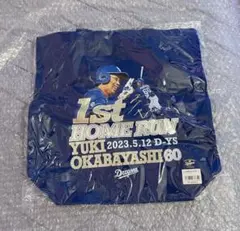 1st
HOME RUN
YUKI 2023.5.12 D-YS
OKABAYASHI 60
Dragons